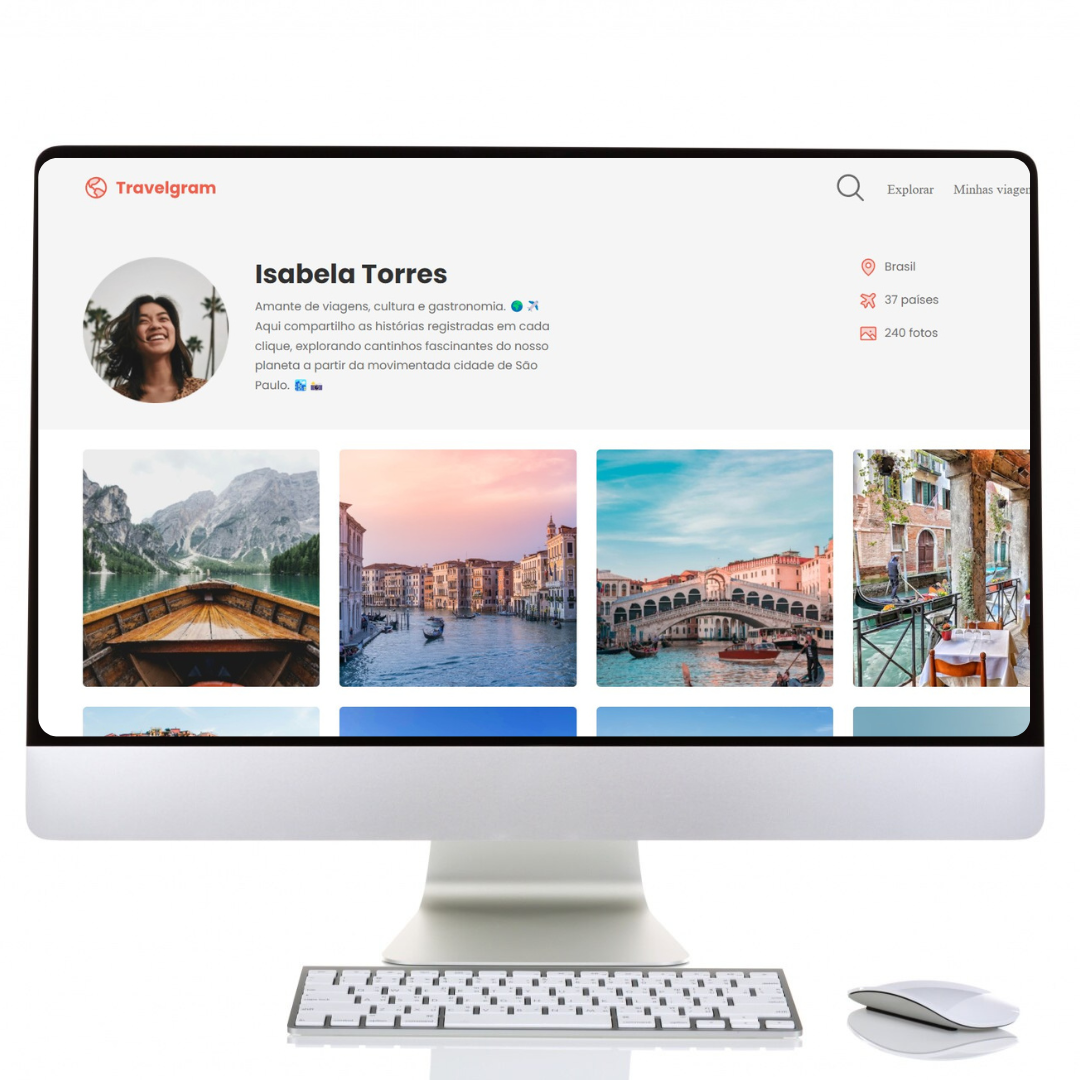 Travelgram
Explorar
Minhas viagen
Isabela Torres
Amante de viagens, cultura e gastronomia. 🌍 ✈️
Aqui compartilho as histórias registradas em cada
clique, explorando cantinhos fascinantes do nosso
planeta a partir da movimentada cidade de São
Paulo. 🏙️ 📸
Brasil
37 países
240 fotos